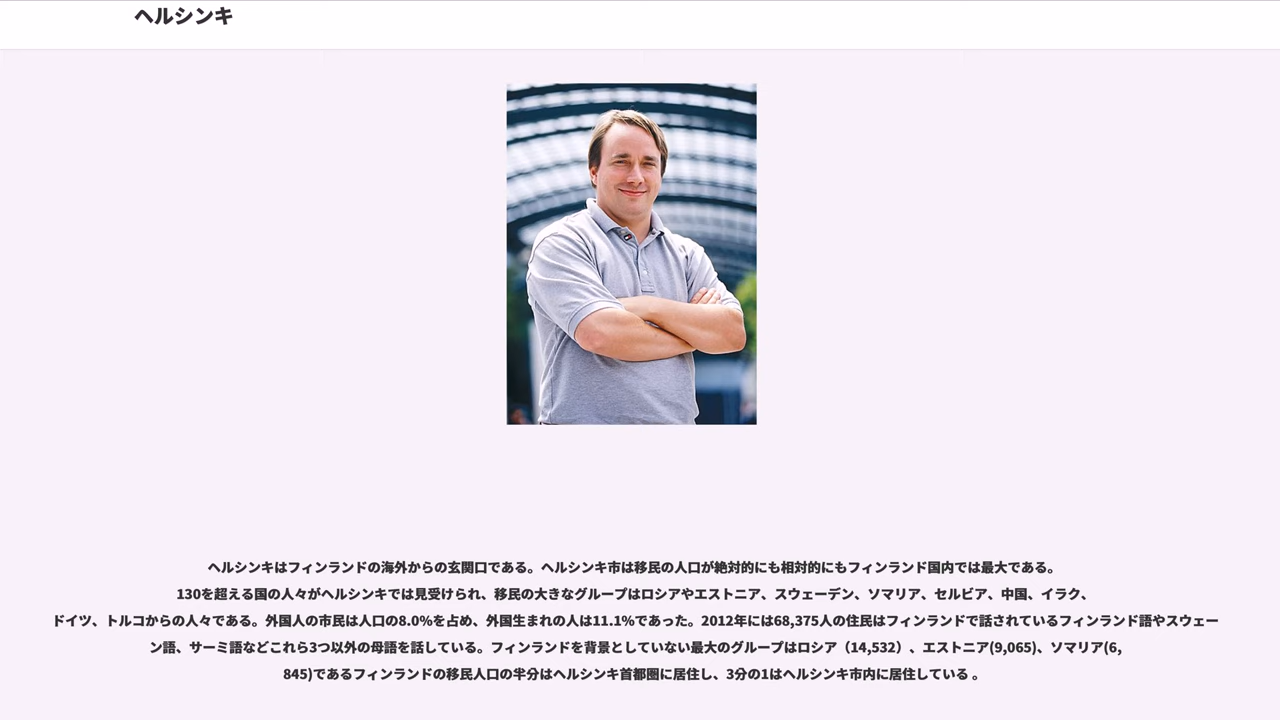 ヘルシンキ
ヘルシンキはフィンランドの海外からの玄関口である。ヘルシンキ市は移民の人口が絶対的にも相対的にもフィンランド国内では最大である。
130を超える国の人々がヘルシンキでは見受けられ、移民の大きなグループはロシアやエストニア、スウェーデン、ソマリア、セルビア、中国、イラク、
ドイツ、トルコからの人々である。外国人の市民は人口の8.0%を占め、外国生まれの人は11.1%であった。2012年には68,375人の住民はフィンランドで話されているフィンランド語やスウェー
ン語、サーミ語などこれら3つ以外の母語を話している。フィンランドを背景としていない最大のグループはロシア（14,532）、エストニア(9,065)、ソマリア(6,
845)であるフィンランドの移民人口の半分はヘルシンキ首都圏に居住し、3分の1はヘルシンキ市内に居住している 。